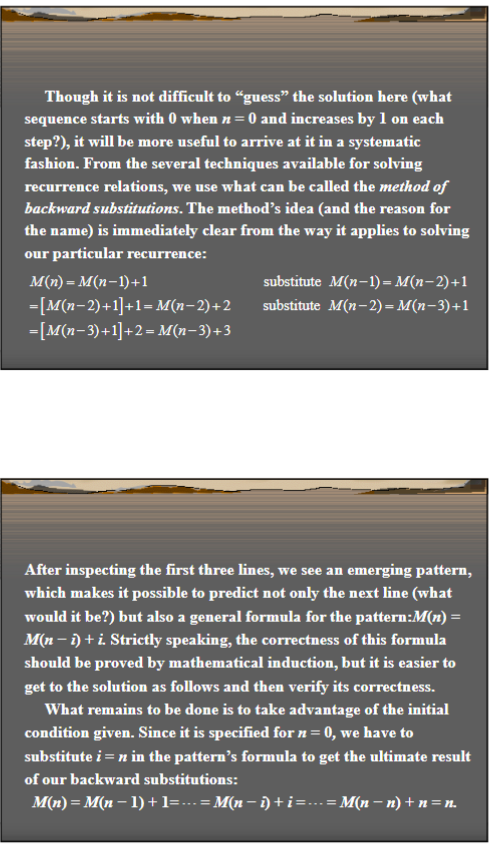 Though it is not difficult to “guess” the solution here (what
sequence starts with 0 when n = 0 and increases by 1 on each
step?), it will be more useful to arrive at it in a systematic
fashion. From the several techniques available for solving
recurrence relations, we use what can be called the method of
backward substitutions. The method’s idea (and the reason for
the name) is immediately clear from the way it applies to solving
our particular recurrence:
M(n) = M(n−1)+1 substitute M(n−1) = M(n−2)+1
=[M(n−2)+1]+1 = M(n−2)+2 substitute M(n−2) = M(n−3)+1
=[M(n−3)+1]+2 = M(n−3)+3
After inspecting the first three lines, we see an emerging pattern,
which makes it possible to predict not only the next line (what
would it be?) but also a general formula for the pattern:M(n) =
M(n − i) + i. Strictly speaking, the correctness of this formula
should be proved by mathematical induction, but it is easier to
get to the solution as follows and then verify its correctness.
What remains to be done is to take advantage of the initial
condition given. Since it is specified for n = 0, we have to
substitute i = n in the pattern’s formula to get the ultimate result
of our backward substitutions:
M(n) = M(n − 1) + 1= ··· = M(n − i) + i = ··· = M(n − n) + n = n.